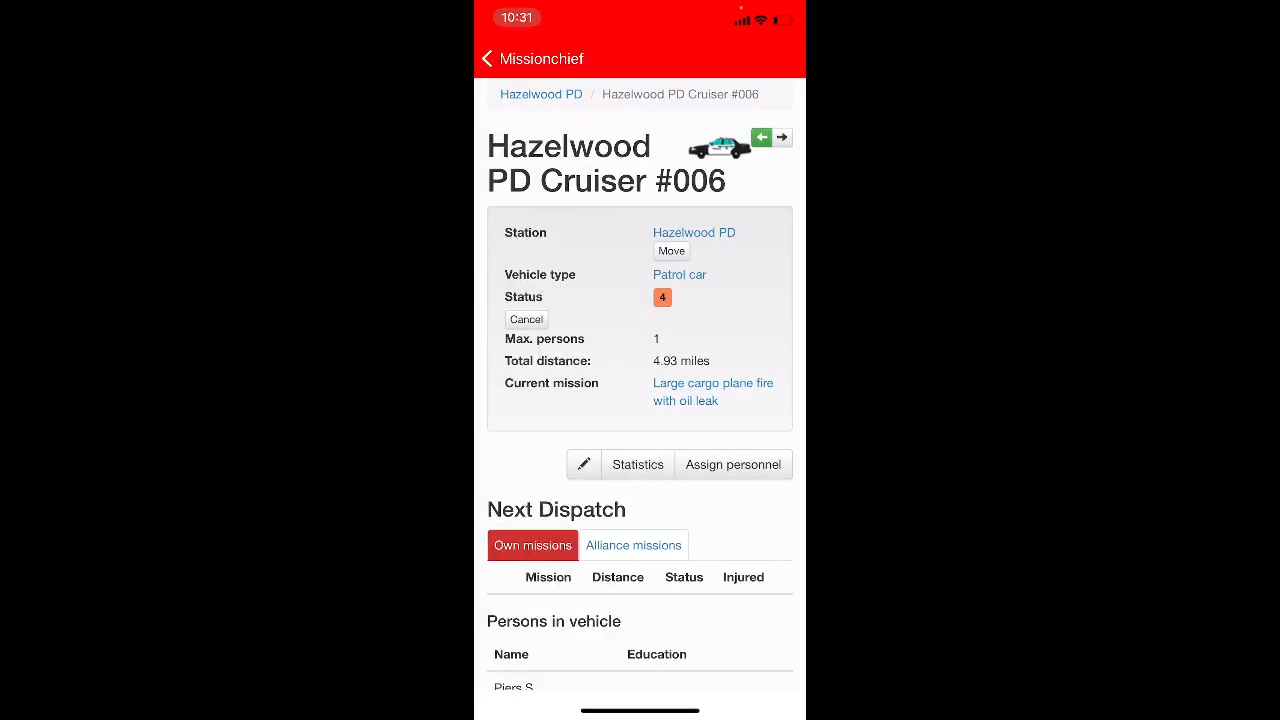 10:31
Missionchief
Hazelwood PD / Hazelwood PD Cruiser #006
Hazelwood
PD Cruiser #006
Station Hazelwood PD
Move
Vehicle type Patrol car
Status 4
Cancel
Max. persons 1
Total distance: 4.93 miles
Current mission Large cargo plane fire
with oil leak
Statistics Assign personnel
Next Dispatch
Own missions Alliance missions
Mission Distance Status Injured
Persons in vehicle
Name Education
Piers S.